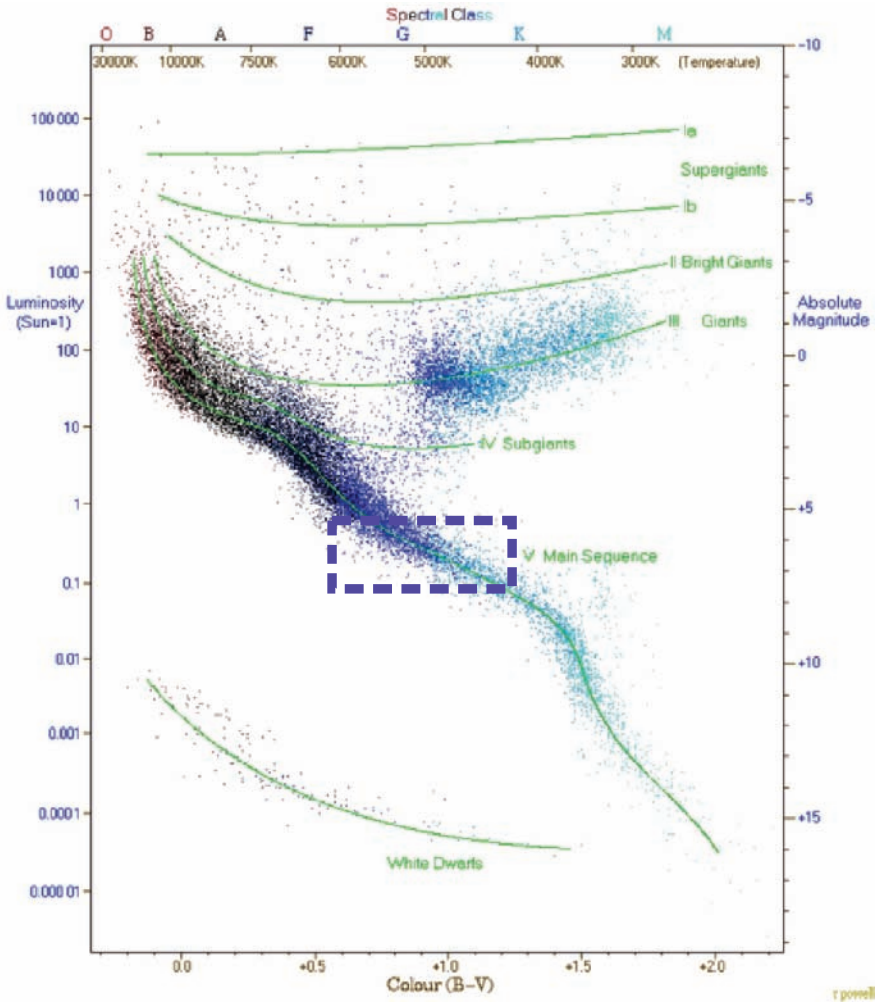 Spectral Class
O B A F G K M
30000K 10000K 7500K 6000K 5000K 4000K 3000K (Temperature)
-10
100 000
Ia
Supergiants
10 000
Ib
-5
1000
II Bright Giants
Luminosity
(Sun=1)
Absolute
Magnitude
III Giants
100
0
10
IV Subgiants
1
+5
V Main Sequence
0.1
0.01
+10
0.001
0.0001
+15
White Dwarfs
0.000 01
0.0 +0.5 +1.0 +1.5 +2.0
Colour (B-V)
r powell